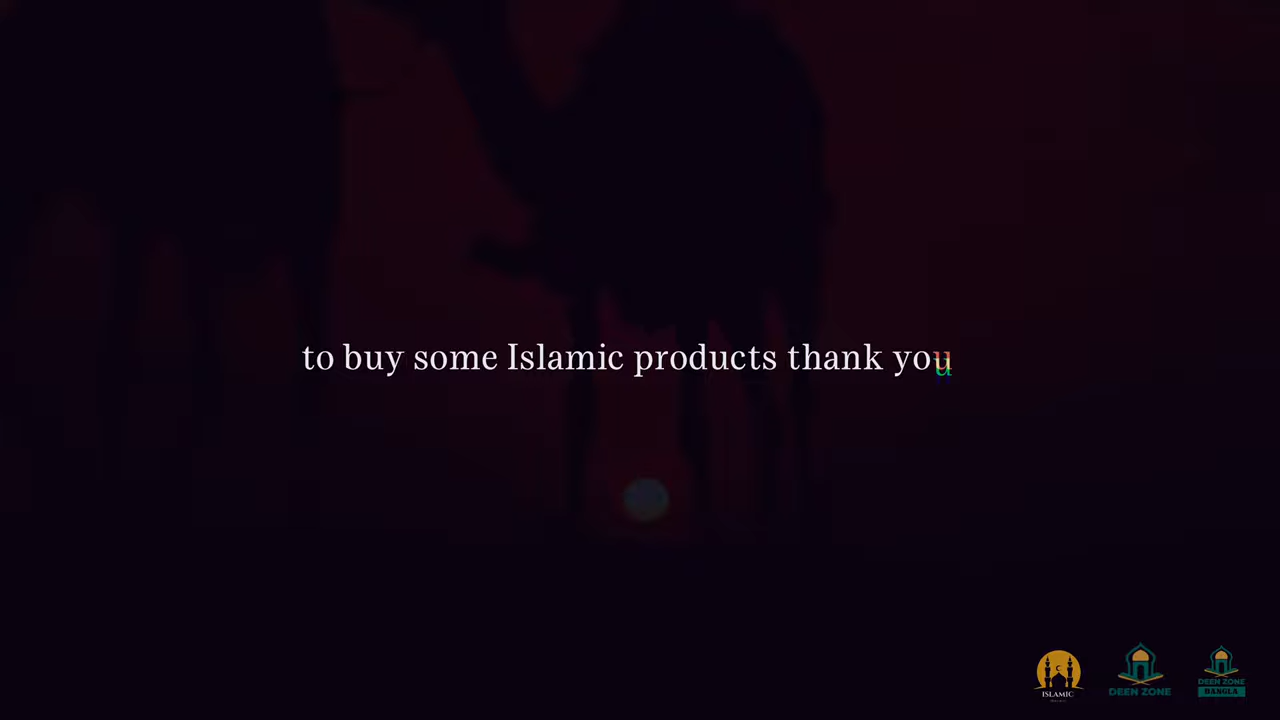 to buy some Islamic products thank you
ISLAMIC
DEEN ZONE
DEEN ZONE
BANGLA